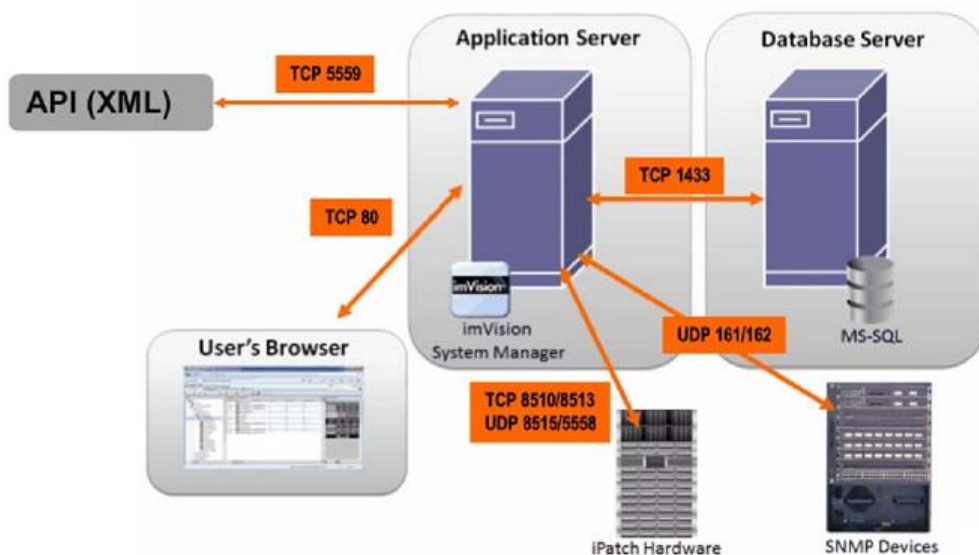 Application Server
Database Server
TCP 5559
API (XML)
TCP 1433
TCP 80
imVision
imVision
System Manager
MS-SQL
UDP 161/162
User's Browser
TCP 8510/8513
UDP 8515/5558
iPatch Hardware
SNMP Devices